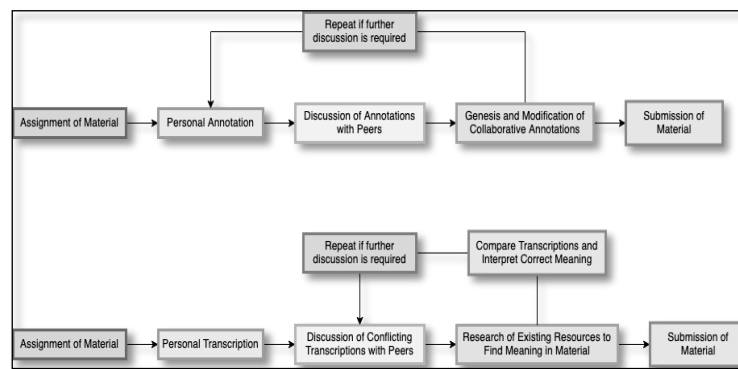 Repeat if further
discussion is required
Assignment of Material
Personal Annotation
Discussion of Annotations
with Peers
Genesis and Modification of
Collaborative Annotations
Submission of
Material
Repeat if further
discussion is required
Compare Transcriptions and
Interpret Correct Meaning
Assignment of Material
Personal Transcription
Discussion of Conflicting
Transcriptions with Peers
Research of Existing Resources to
Find Meaning in Material
Submission of
Material